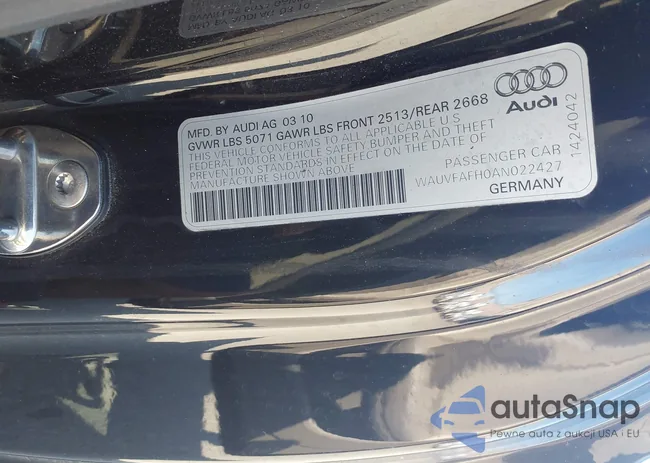 MFD. BY AUDI AG 03 10
GVWR LBS 5071 GAWR LBS FRONT 2513/REAR 2668
THIS VEHICLE CONFORMS TO ALL APPLICABLE U.S
FEDERAL MOTOR VEHICLE SAFETY, BUMPER, AND THEFT
PREVENTION STANDARDS IN EFFECT ON THE DATE OF
MANUFACTURE SHOWN ABOVE
PASSENGER CAR
WAUVFAFH0AN022427
GERMANY
Audi
1424042
autaSnap
Pewne auta z aukcji USA i EU